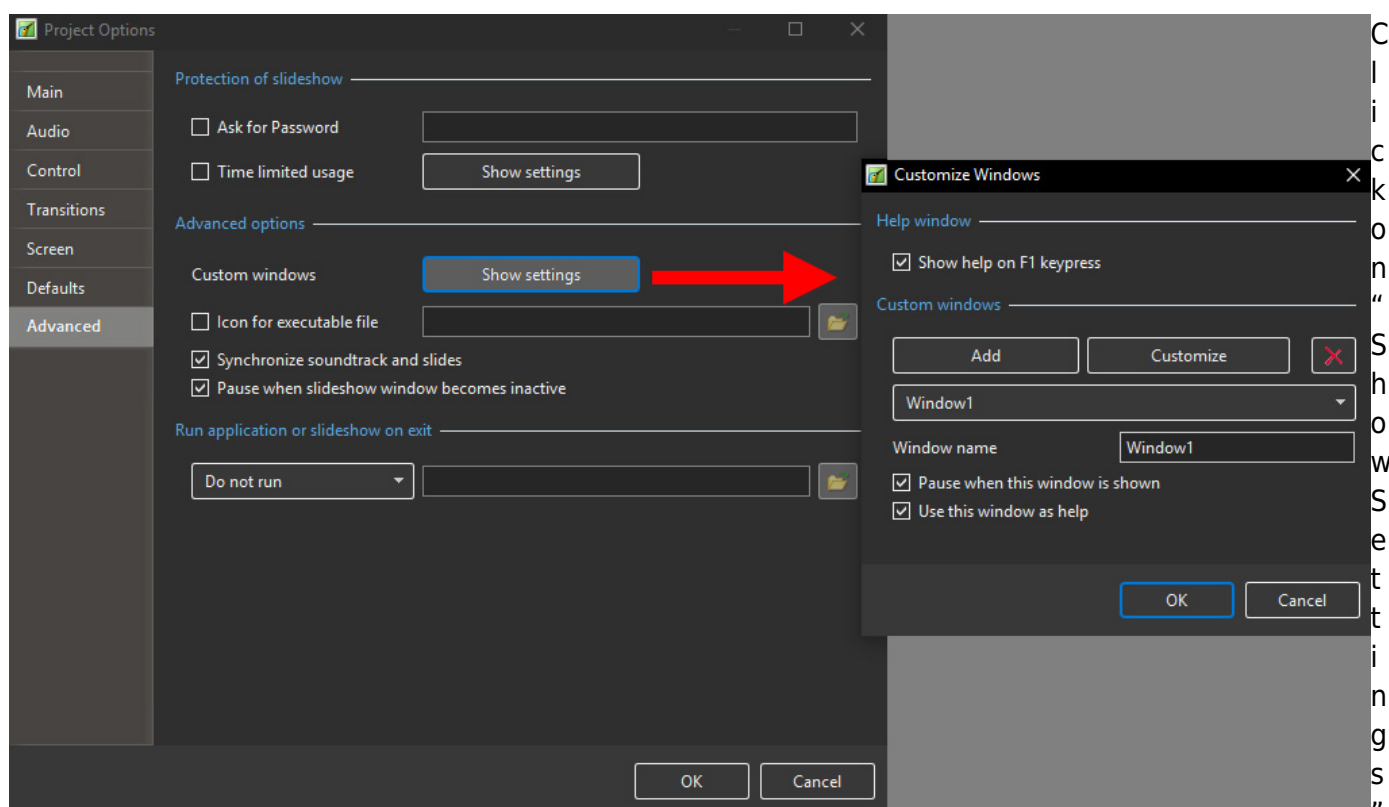 Project Options
Main
Audio
Control
Transitions
Screen
Defaults
Advanced
Protection of slideshow
Ask for Password
Time limited usage
Show settings
Advanced options
Custom windows
Show settings
Icon for executable file
Synchronize soundtrack and slides
Pause when slideshow window becomes inactive
Run application or slideshow on exit
Do not run
OK
Cancel
Customize Windows
Help window
Show help on F1 keypress
Custom windows
Add
Customize
Window1
Window name
Window1
Pause when this window is shown
Use this window as help
OK
Cancel
C
l
i
c
k
o
n
“
S
h
o
w
S
e
t
t
i
n
g
s
”